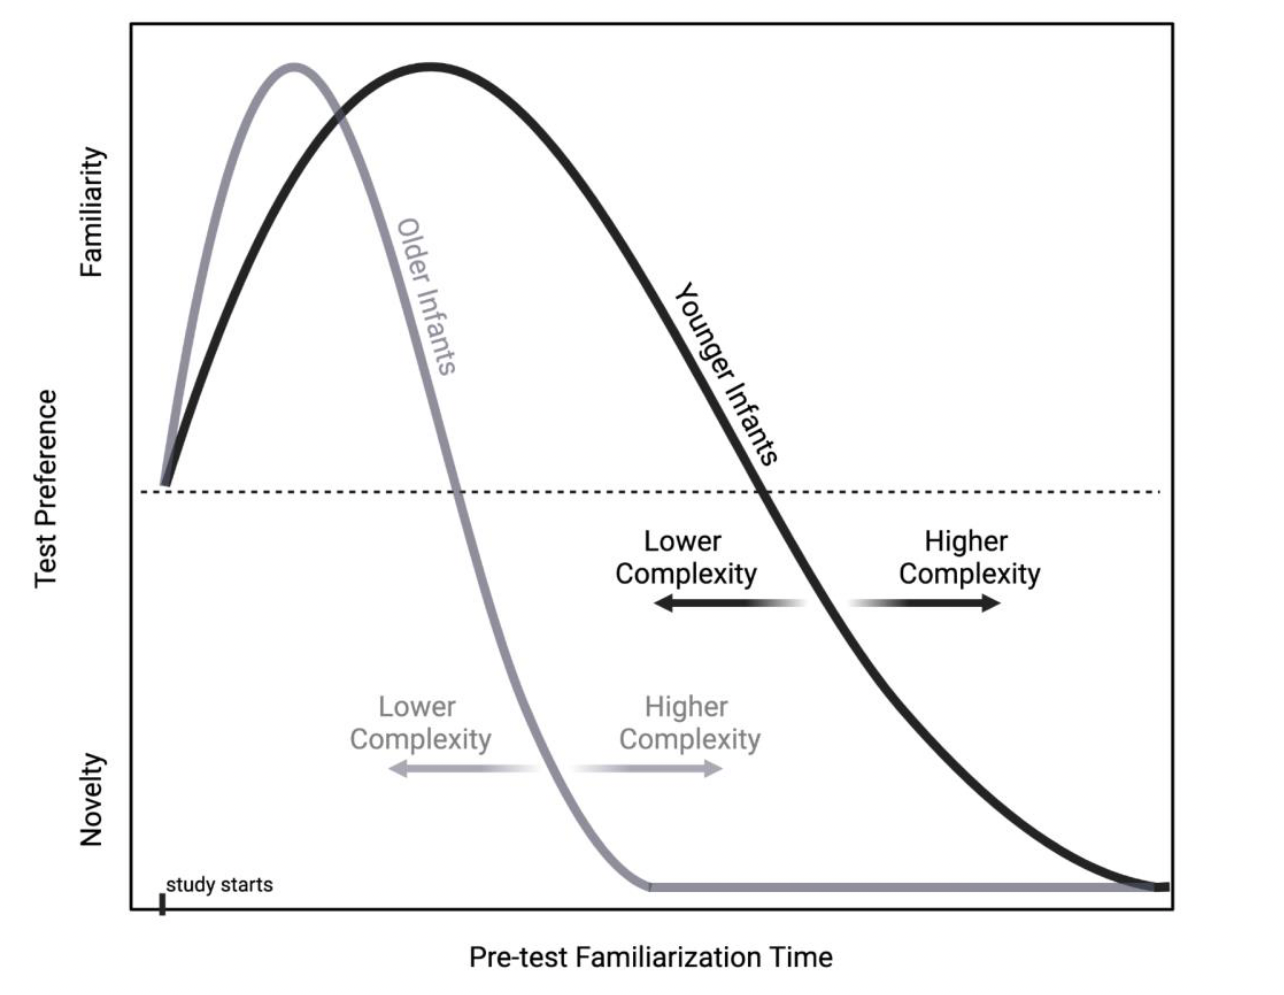 Familiarity
Test Preference
Novelty
Older Infants
Younger Infants
Lower
Complexity
Higher
Complexity
Lower
Complexity
Higher
Complexity
study starts
Pre-test Familiarization Time